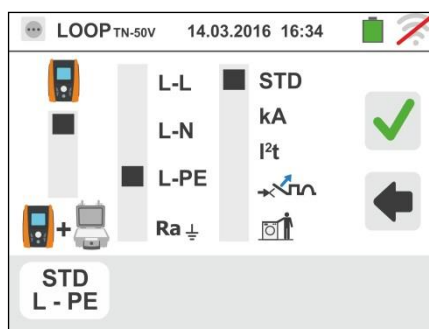 LOOP TN-50V 14.03.2016 16:34
L-L
L-N
L-PE
Ra
STD
kA
I²t
STD
L - PE